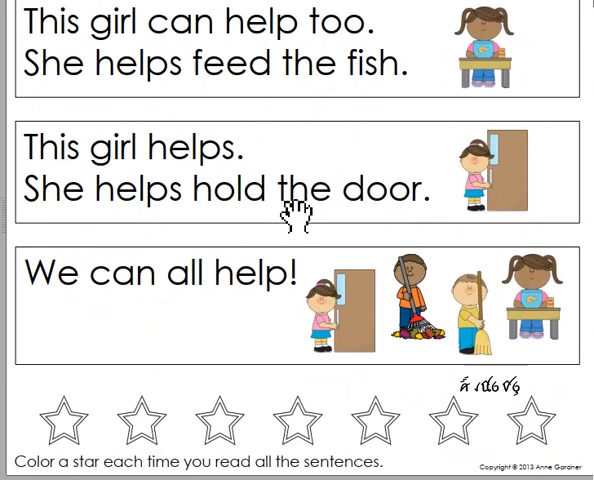 This girl can help too.
She helps feed the fish.
This girl helps.
She helps hold the door.
We can all help!
Color a star each time you read all the sentences.
Copyright © 2013 Anne Gardner